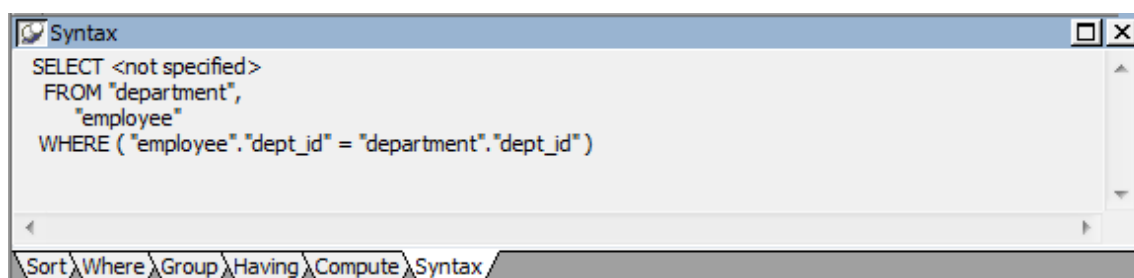 Syntax
SELECT <not specified>
FROM "department",
"employee"
WHERE ( "employee"."dept_id" = "department"."dept_id" )
Sort Where Group Having Compute Syntax